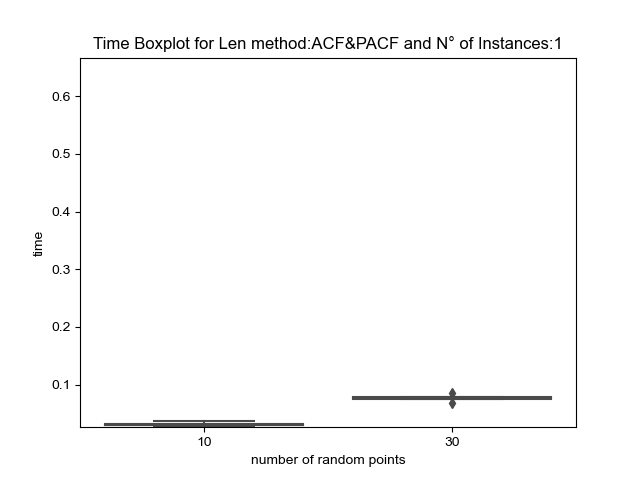 Time Boxplot for Len method:ACF&PACF and N° of Instances:1
0.6
0.5
0.4
0.3
0.2
0.1
time
10
30
number of random points